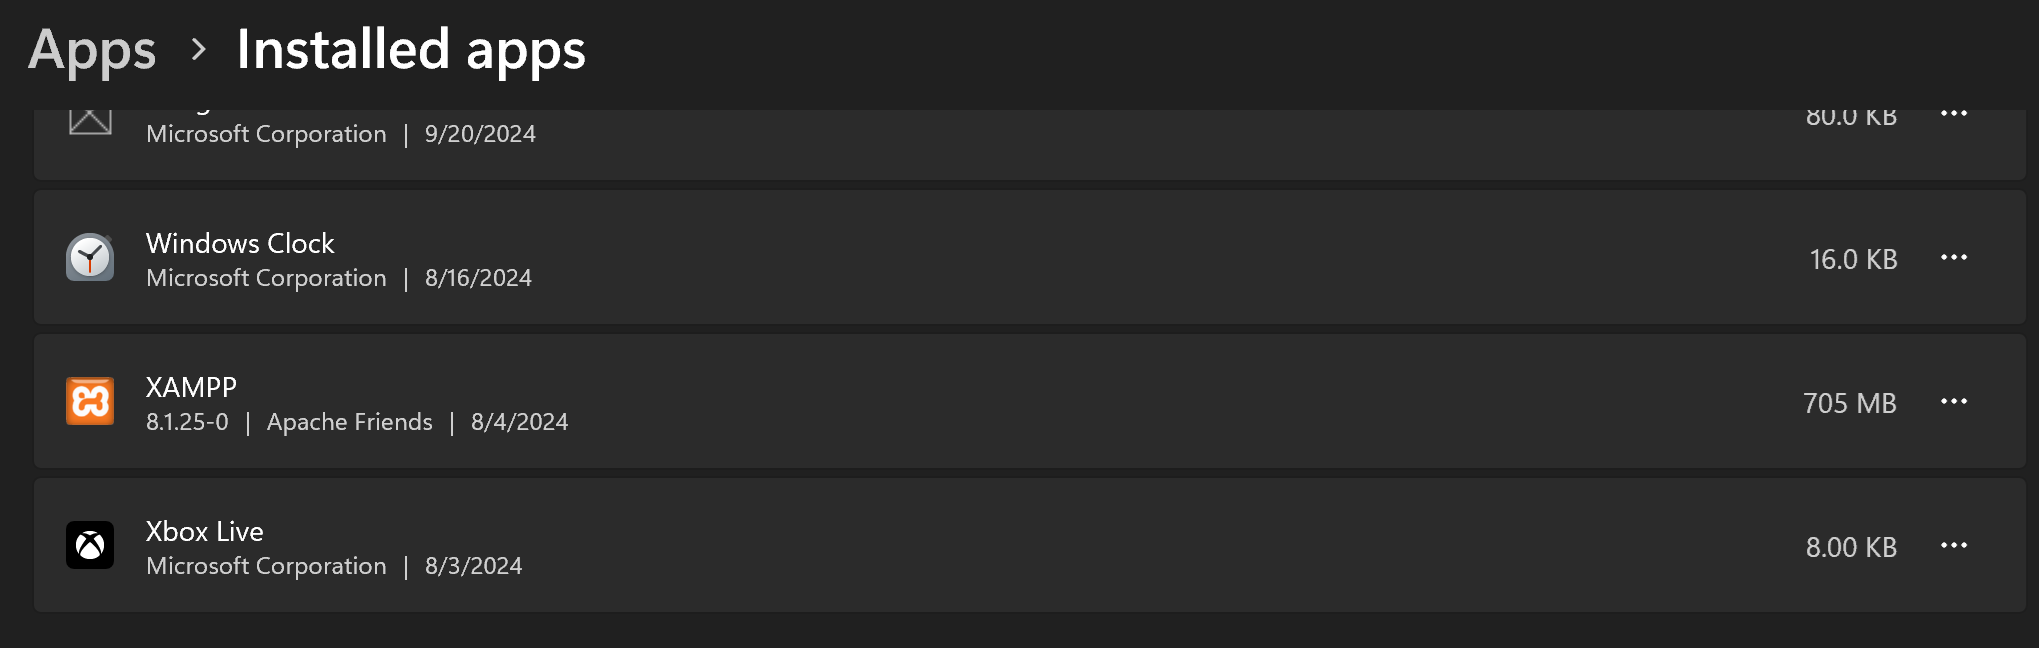 Apps > Installed apps
Microsoft Corporation | 9/20/2024
80.0 KB
Windows Clock
Microsoft Corporation | 8/16/2024
16.0 KB
XAMPP
8.1.25-0 | Apache Friends | 8/4/2024
705 MB
Xbox Live
Microsoft Corporation | 8/3/2024
8.00 KB